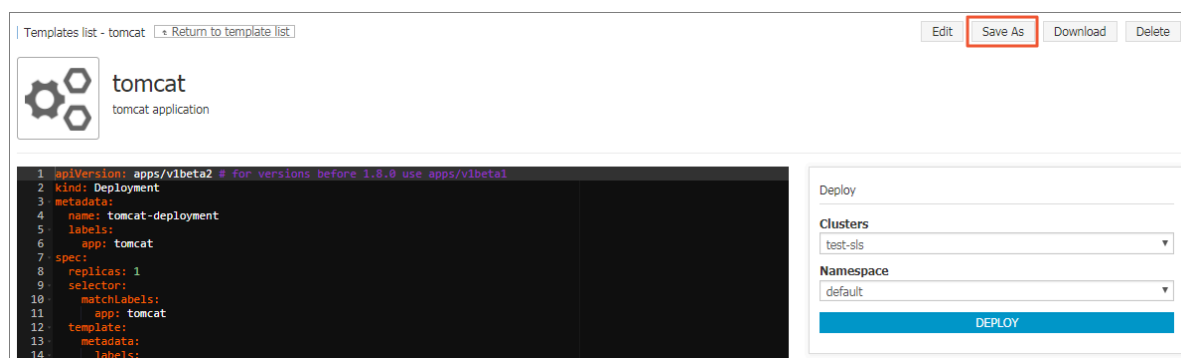 Templates list - tomcat Return to template list Edit Save As Download Delete
tomcat
tomcat application
1 apiVersion: apps/v1beta2 # for versions before 1.8.0 use apps/v1beta1
2 kind: Deployment
3 metadata:
4 name: tomcat-deployment
5 labels:
6 app: tomcat
7 spec:
8 replicas: 1
9 selector:
10 matchLabels:
11 app: tomcat
12 template:
13 metadata:
14 labels:
Deploy
Clusters
test-sls
Namespace
default
DEPLOY